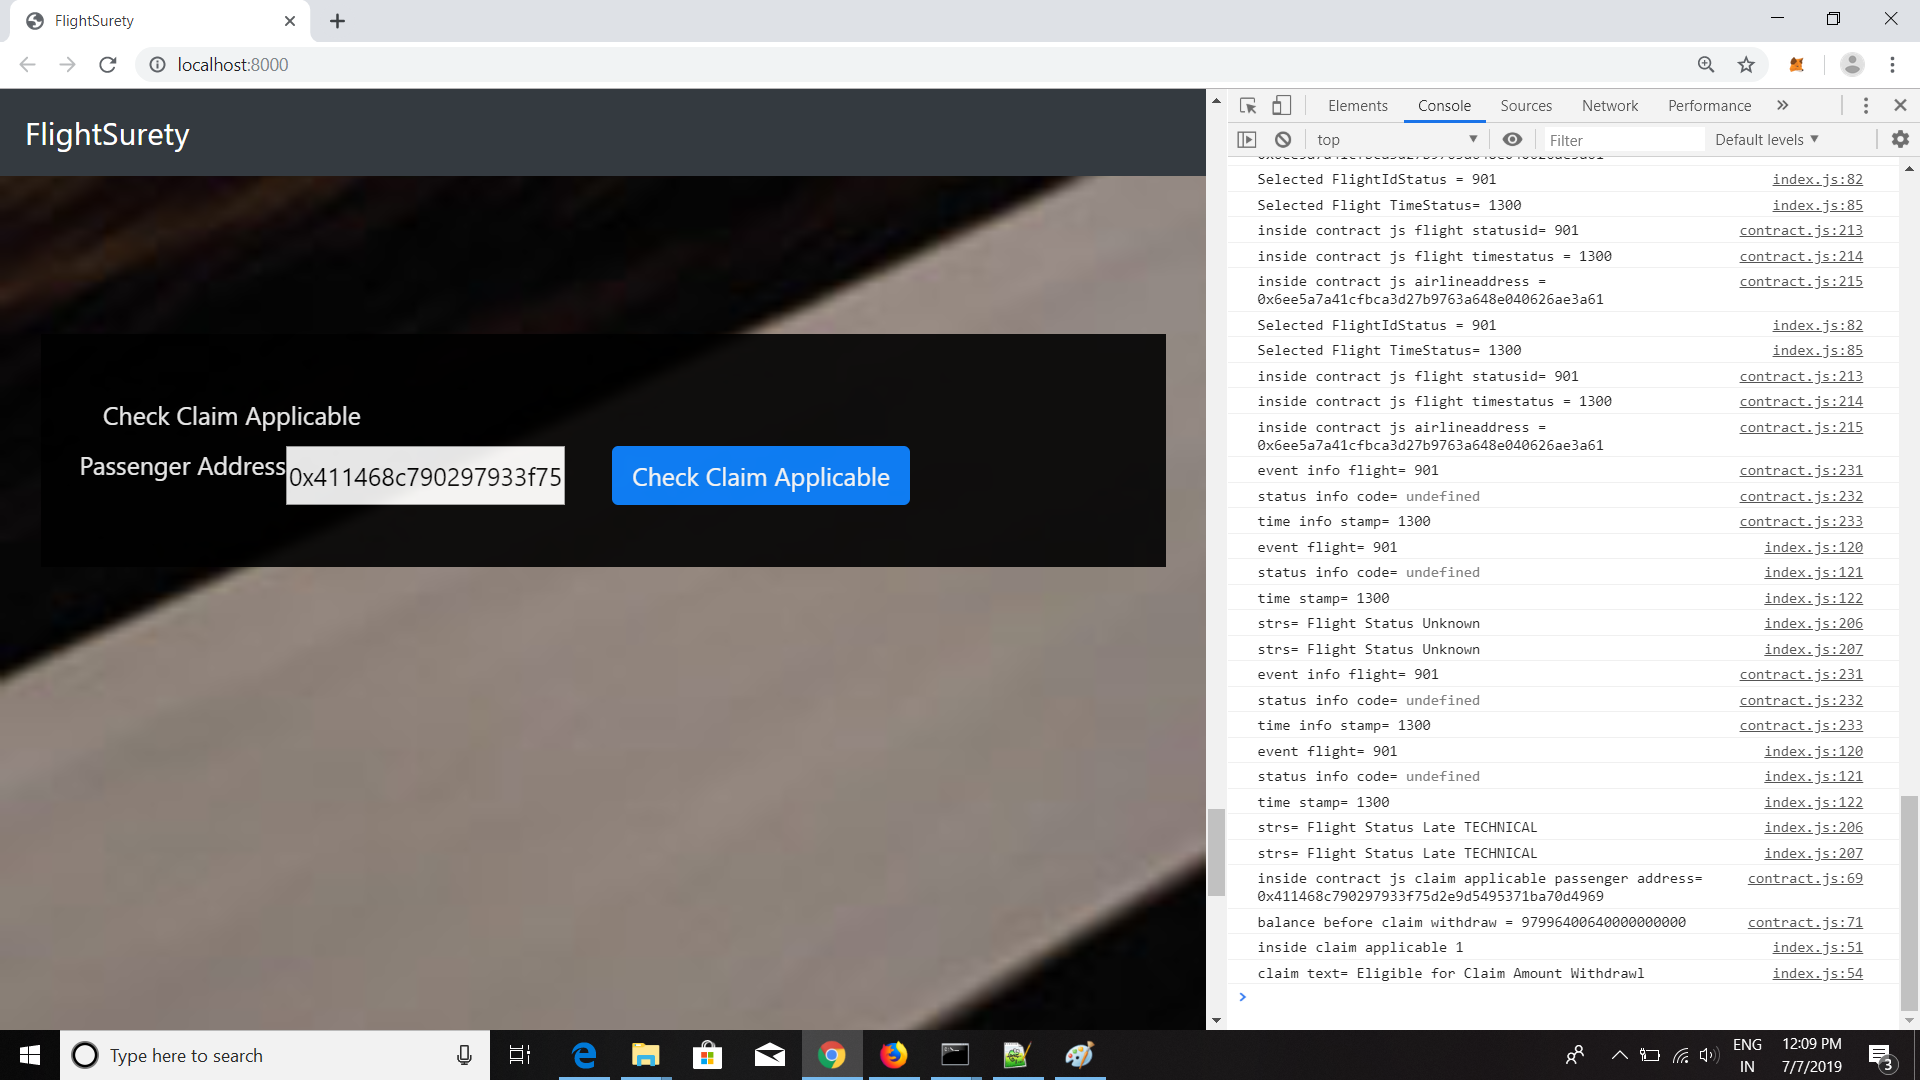 FlightSurety
localhost:8000
FlightSurety
Check Claim Applicable
Passenger Address
0x411468c790297933f75
Check Claim Applicable
Elements Console Sources Network Performance
top Filter Default levels
Selected FlightIdStatus = 901 index.js:82
Selected Flight TimeStatus= 1300 index.js:85
inside contract js flight statusid= 901 contract.js:213
inside contract js flight timestatus = 1300 contract.js:214
inside contract js airlineaddress = contract.js:215
0x6ee5a7a41cfbca3d27b9763a648e040626ae3a61
Selected FlightIdStatus = 901 index.js:82
Selected Flight TimeStatus= 1300 index.js:85
inside contract js flight statusid= 901 contract.js:213
inside contract js flight timestatus = 1300 contract.js:214
inside contract js airlineaddress = contract.js:215
0x6ee5a7a41cfbca3d27b9763a648e040626ae3a61
event info flight= 901 contract.js:231
status info code= undefined contract.js:232
time info stamp= 1300 contract.js:233
event flight= 901 index.js:120
status info code= undefined index.js:121
time stamp= 1300 index.js:122
strs= Flight Status Unknown index.js:206
strs= Flight Status Unknown index.js:207
event info flight= 901 contract.js:231
status info code= undefined contract.js:232
time info stamp= 1300 contract.js:233
event flight= 901 index.js:120
status info code= undefined index.js:121
time stamp= 1300 index.js:122
strs= Flight Status Late TECHNICAL index.js:206
strs= Flight Status Late TECHNICAL index.js:207
inside contract js claim applicable passenger address= contract.js:69
0x411468c790297933f75d2e9d5495371ba70d4969
balance before claim withdraw = 97996400640000000000 contract.js:71
inside claim applicable 1 index.js:51
claim text= Eligible for Claim Amount Withdrawl index.js:54
Type here to search
ENG
IN
12:09 PM
7/7/2019
3